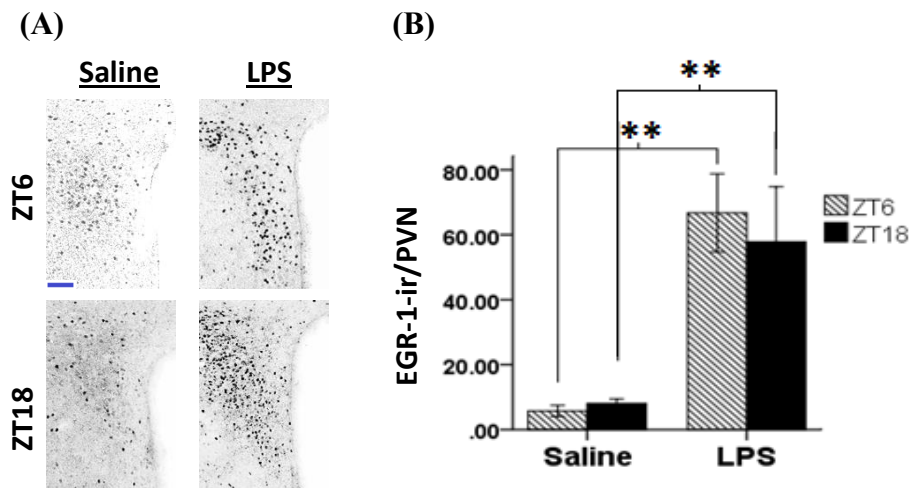 (A)
Saline LPS
ZT6
ZT18
(B)
**
**
EGR-1-ir/PVN
80.00
60.00
40.00
20.00
.00
Saline LPS
ZT6
ZT18